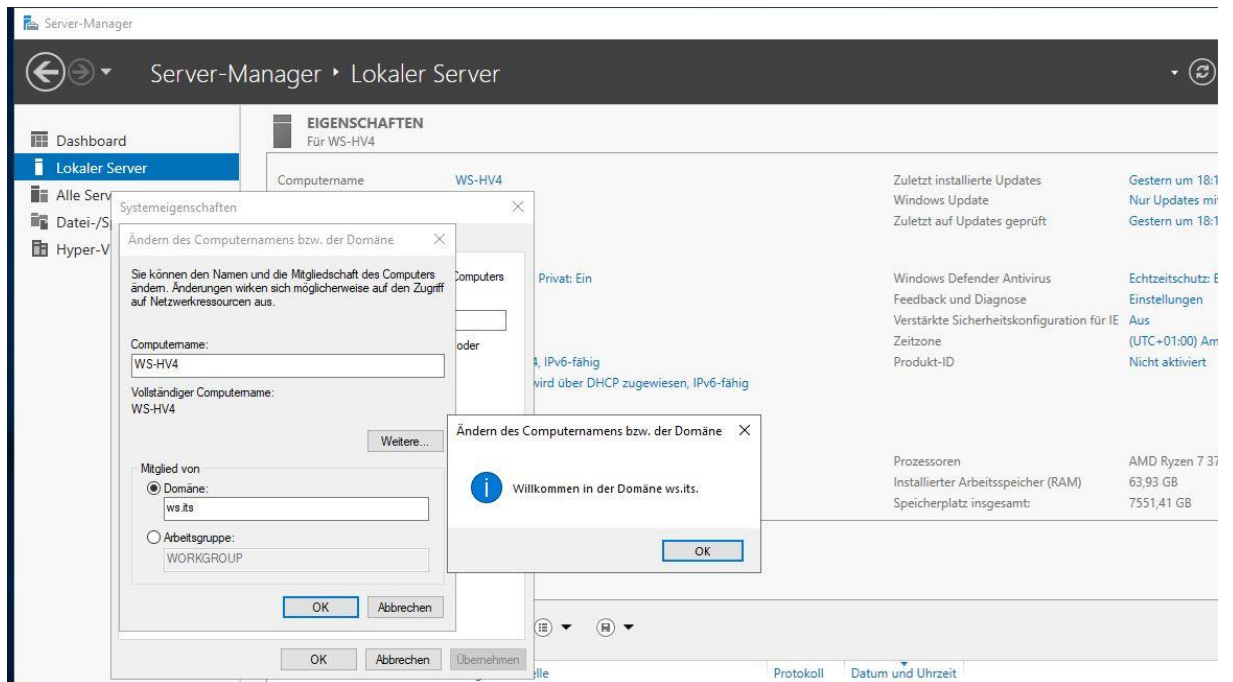 Server-Manager
Server-Manager • Lokaler Server
Dashboard
Lokaler Server
Alle Serv
Datei-/S
Hyper-V
EIGENSCHAFTEN
Für WS-HV4
Computername WS-HV4
Zuletzt installierte Updates Gestern um 18:1
Windows Update Nur Updates mi
Zuletzt auf Updates geprüft Gestern um 18:1
Privat: Ein
Windows Defender Antivirus Echtzeitschutz: E
Feedback und Diagnose Einstellungen
Verstärkte Sicherheitskonfiguration für IE Aus
Zeitzone (UTC+01:00) Am
Produkt-ID Nicht aktiviert
4, IPv6-fähig
wird über DHCP zugewiesen, IPv6-fähig
Prozessoren AMD Ryzen 7 37
Installierter Arbeitsspeicher (RAM) 63,93 GB
Speicherplatz insgesamt: 7551,41 GB
Systemeigenschaften
Computers
oder
OK Abbrechen Übernehmen
Ändern des Computernamens bzw. der Domäne
Sie können den Namen und die Mitgliedschaft des Computers
ändern. Änderungen wirken sich möglicherweise auf den Zugriff
auf Netzwerkressourcen aus.
Computername:
WS-HV4
Vollständiger Computername:
WS-HV4
Weitere...
Mitglied von
Domäne:
ws.its
Arbeitsgruppe:
WORKGROUP
OK Abbrechen
Ändern des Computernamens bzw. der Domäne
Willkommen in der Domäne ws.its.
OK
elle Protokoll Datum und Uhrzeit